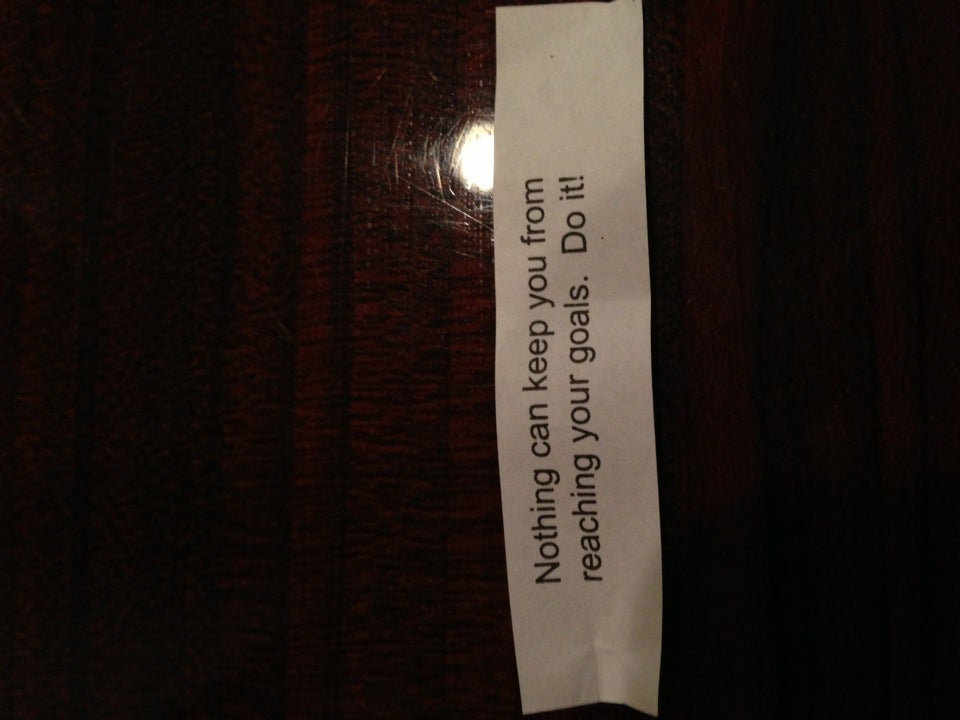 Nothing can keep you from
reaching your goals.  Do it!